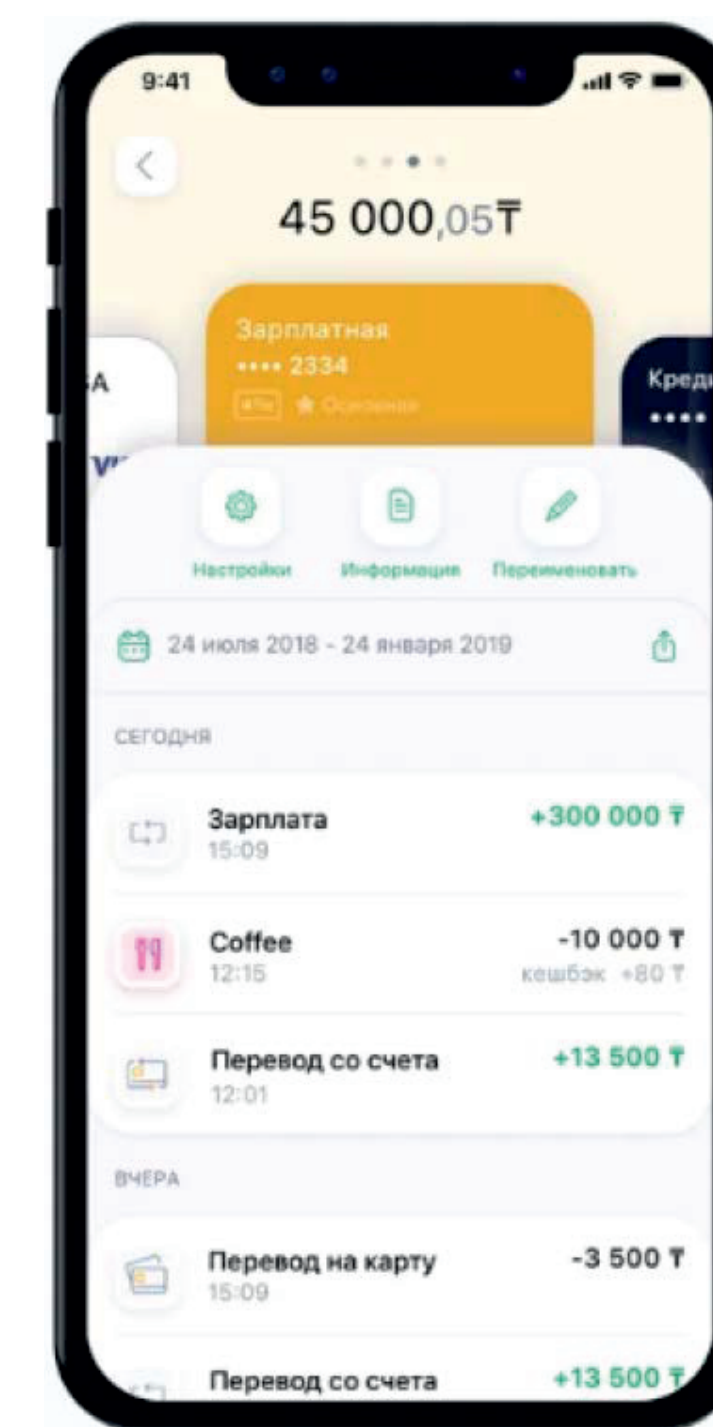 9:41
45 000,05₸
Зарплатная
•••• 2334
Основная
А
Креди
••••
Настройки
Информация
Переименовать
24 июля 2018 - 24 января 2019
СЕГОДНЯ
Зарплата
+300 000 ₸
15:09
Coffee
-10 000 ₸
12:15
кешбэк +80 ₸
Перевод со счета
+13 500 ₸
12:01
ВЧЕРА
Перевод на карту
-3 500 ₸
15:09
Перевод со счета
+13 500 ₸